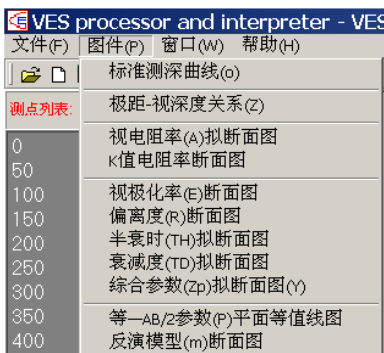 VES processor and interpreter - VES
文件(F) 图件(P) 窗口(W) 帮助(H)
标准测深曲线(o)
测点列表:
极距-视深度关系(Z)
视电阻率(A)拟断面图
0
K值电阻率断面图
50
视极化率(E)断面图
100
偏离度(R)断面图
150
半衰时(TH)拟断面图
200
衰减度(TD)拟断面图
250
综合参数(Zp)拟断面图(Y)
300
等—AB/2参数(P)平面等值线图
350
反演模型(m)断面图
400